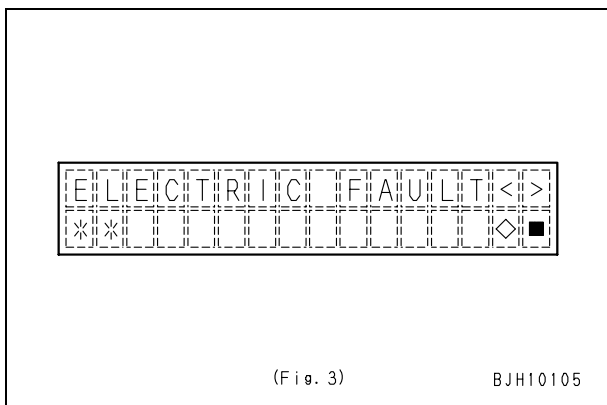 ELECTRIC FAULT<>
** ◇■
(Fig. 3) BJH10105